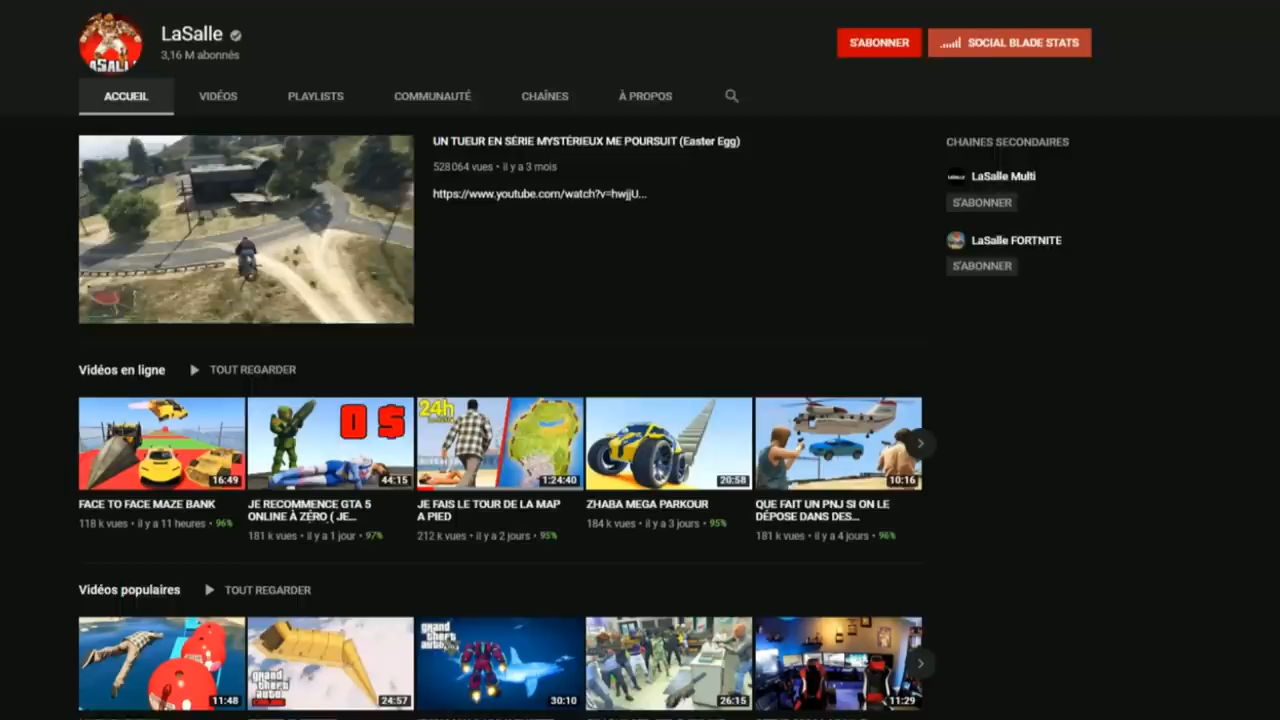 LaSalle
3,16 M abonnés
S'ABONNER
SOCIAL BLADE STATS
ACCUEIL
VIDÉOS
PLAYLISTS
COMMUNAUTÉ
CHAÎNES
À PROPOS
UN TUEUR EN SÉRIE MYSTÉRIEUX ME POURSUIT (Easter Egg)
528 064 vues • il y a 3 mois
https://www.youtube.com/watch?v=hwjjU...
CHAINES SECONDAIRES
LaSalle Multi
S'ABONNER
LaSalle FORTNITE
S'ABONNER
Vidéos en ligne
TOUT REGARDER
16:49
FACE TO FACE MAZE BANK
118 k vues • il y a 11 heures • 96%
0 $
44:15
JE RECOMMENCE GTA 5
ONLINE À ZÉRO ( JE...
181 k vues • il y a 1 jour • 97%
24h
1:24:40
JE FAIS LE TOUR DE LA MAP
A PIED
212 k vues • il y a 2 jours • 95%
20:58
ZHABA MEGA PARKOUR
184 k vues • il y a 3 jours • 95%
10:16
QUE FAIT UN PNJ SI ON LE
DÉPOSE DANS DES...
181 k vues • il y a 4 jours • 96%
Vidéos populaires
TOUT REGARDER
11:48
grand
theft
auto
24:57
grand
theft
auto
30:10
26:15
11:29